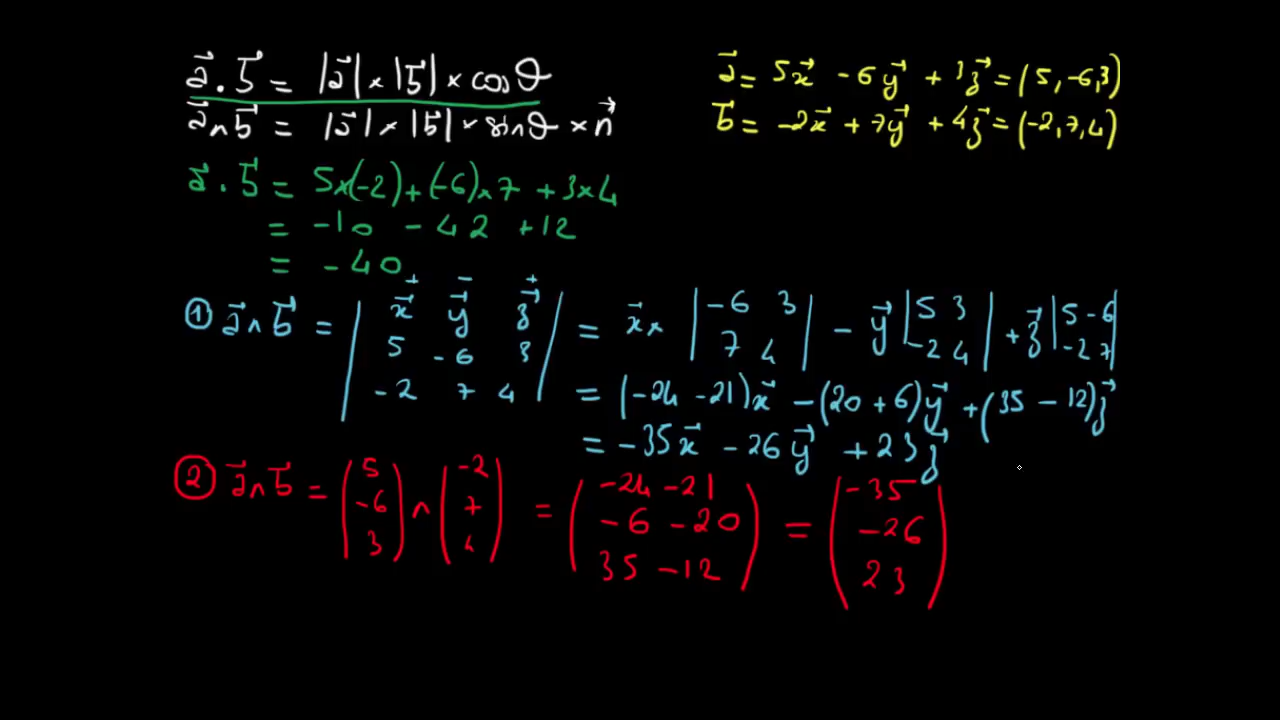 a⃗ . b⃗ = |a⃗| × |b⃗| × cos θ
a⃗ ∧ b⃗ = |a⃗| × |b⃗| × sin θ × n⃗
a⃗ = 5x⃗ - 6y⃗ + 3z⃗ = (5, -6, 3)
b⃗ = -2x⃗ + 7y⃗ + 4z⃗ = (-2, 7, 4)
a⃗ . b⃗ = 5×(-2) + (-6)×7 + 3×4
= -10 - 42 + 12
= -40
+ - +
① a⃗ ∧ b⃗ = | x⃗ y⃗ z⃗ | = x⃗ × | -6 3 | - y⃗ | 5 3 | + z⃗ | 5 -6 |
5 -6 3 7 4 -2 4 -2 7
-2 7 4 = (-24 -21)x⃗ - (20 + 6)y⃗ + (35 - 12)z⃗
= -35x⃗ - 26y⃗ + 23z⃗
② a⃗ ∧ b⃗ = ( 5 ) ∧ ( -2 ) = ( -24 -21 ) = ( -35 )
-6 7 -6 -20 -26
3 4 35 -12 23